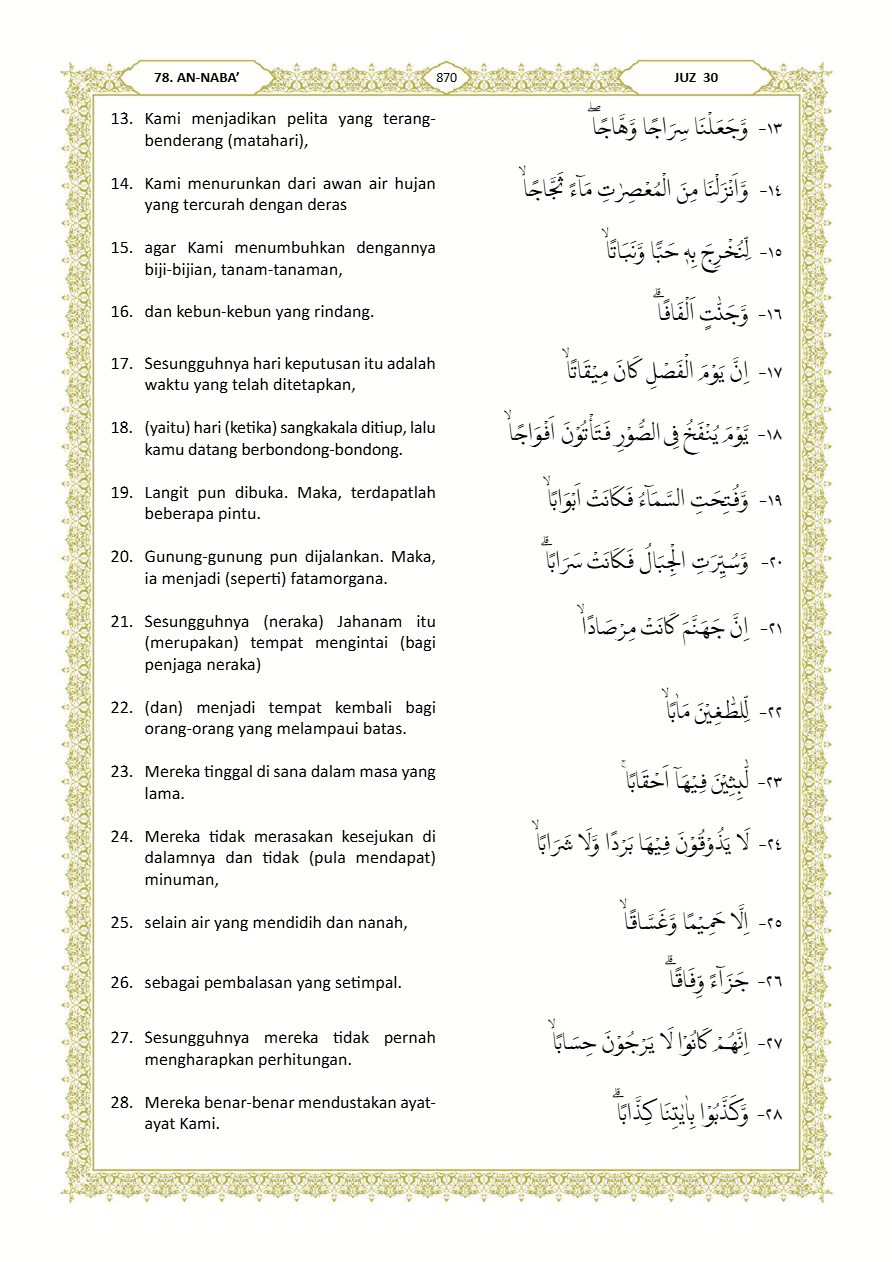 78. AN-NABA’
870
JUZ 30
13. Kami menjadikan pelita yang terang-
benderang (matahari),
١٣- وَّجَعَلْنَا سِرَاجًا وَّهَّاجًاۖ
14. Kami menurunkan dari awan air hujan
yang tercurah dengan deras
١٤- وَّاَنْزَلْنَا مِنَ الْمُعْصِرٰتِ مَاۤءً ثَجَّاجًاۙ
15. agar Kami menumbuhkan dengannya
biji-bijian, tanam-tanaman,
١٥- لِّنُخْرِجَ بِهٖ حَبًّا وَّنَبَاتًاۙ
16. dan kebun-kebun yang rindang.
١٦- وَّجَنّٰتٍ اَلْفَافًاۗ
17. Sesungguhnya hari keputusan itu adalah
waktu yang telah ditetapkan,
١٧- اِنَّ يَوْمَ الْفَصْلِ كَانَ مِيْقَاتًاۙ
18. (yaitu) hari (ketika) sangkakala ditiup, lalu
kamu datang berbondong-bondong.
١٨- يَّوْمَ يُنْفَخُ فِى الصُّوْرِ فَتَأْتُوْنَ اَفْوَاجًاۙ
19. Langit pun dibuka. Maka, terdapatlah
beberapa pintu.
١٩- وَّفُتِحَتِ السَّمَاۤءُ فَكَانَتْ اَبْوَابًاۙ
20. Gunung-gunung pun dijalankan. Maka,
ia menjadi (seperti) fatamorgana.
٢٠- وَّسُيِّرَتِ الْجِبَالُ فَكَانَتْ سَرَابًاۗ
21. Sesungguhnya (neraka) Jahanam itu
(merupakan) tempat mengintai (bagi
penjaga neraka)
٢١- اِنَّ جَهَنَّمَ كَانَتْ مِرْصَادًاۙ
22. (dan) menjadi tempat kembali bagi
orang-orang yang melampaui batas.
٢٢- لِّلطّٰغِيْنَ مَاٰبًاۙ
23. Mereka tinggal di sana dalam masa yang
lama.
٢٣- لّٰبِثِيْنَ فِيْهَآ اَحْقَابًاۚ
24. Mereka tidak merasakan kesejukan di
dalamnya dan tidak (pula mendapat)
minuman,
٢٤- لَا يَذُوْقُوْنَ فِيْهَا بَرْدًا وَّلَا شَرَابًاۙ
25. selain air yang mendidih dan nanah,
٢٥- اِلَّا حَمِيْمًا وَّغَسَّاقًاۙ
26. sebagai pembalasan yang setimpal.
٢٦- جَزَاۤءً وِّفَاقًاۗ
27. Sesungguhnya mereka tidak pernah
mengharapkan perhitungan.
٢٧- اِنَّهُمْ كَانُوْا لَا يَرْجُوْنَ حِسَابًاۙ
28. Mereka benar-benar mendustakan ayat-
ayat Kami.
٢٨- وَّكَذَّبُوْا بِاٰيٰتِنَا كِذَّابًاۗ